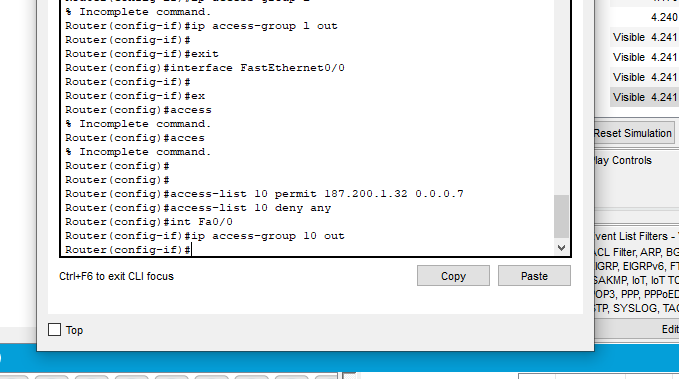 % Incomplete command.
Router(config-if)#ip access-group 1 out
Router(config-if)#
Router(config-if)#exit
Router(config)#interface FastEthernet0/0
Router(config-if)#
Router(config-if)#ex
Router(config)#access
% Incomplete command.
Router(config)#acces
% Incomplete command.
Router(config)#
Router(config)#
Router(config)#access-list 10 permit 187.200.1.32 0.0.0.7
Router(config)#access-list 10 deny any
Router(config)#int Fa0/0
Router(config-if)#ip access-group 10 out
Router(config-if)#
Ctrl+F6 to exit CLI focus
Copy
Paste
Top
4.240
Visible 4.241
Visible 4.241
Visible 4.241
Visible 4.241
Reset Simulation
lay Controls
vent List Filters -
ACL Filter, ARP, BG
IGRP, EIGRPv6, FT
SAKMP, IoT, IoT TC
POP3, PPP, PPPoED
STP, SYSLOG, TAC
Edit